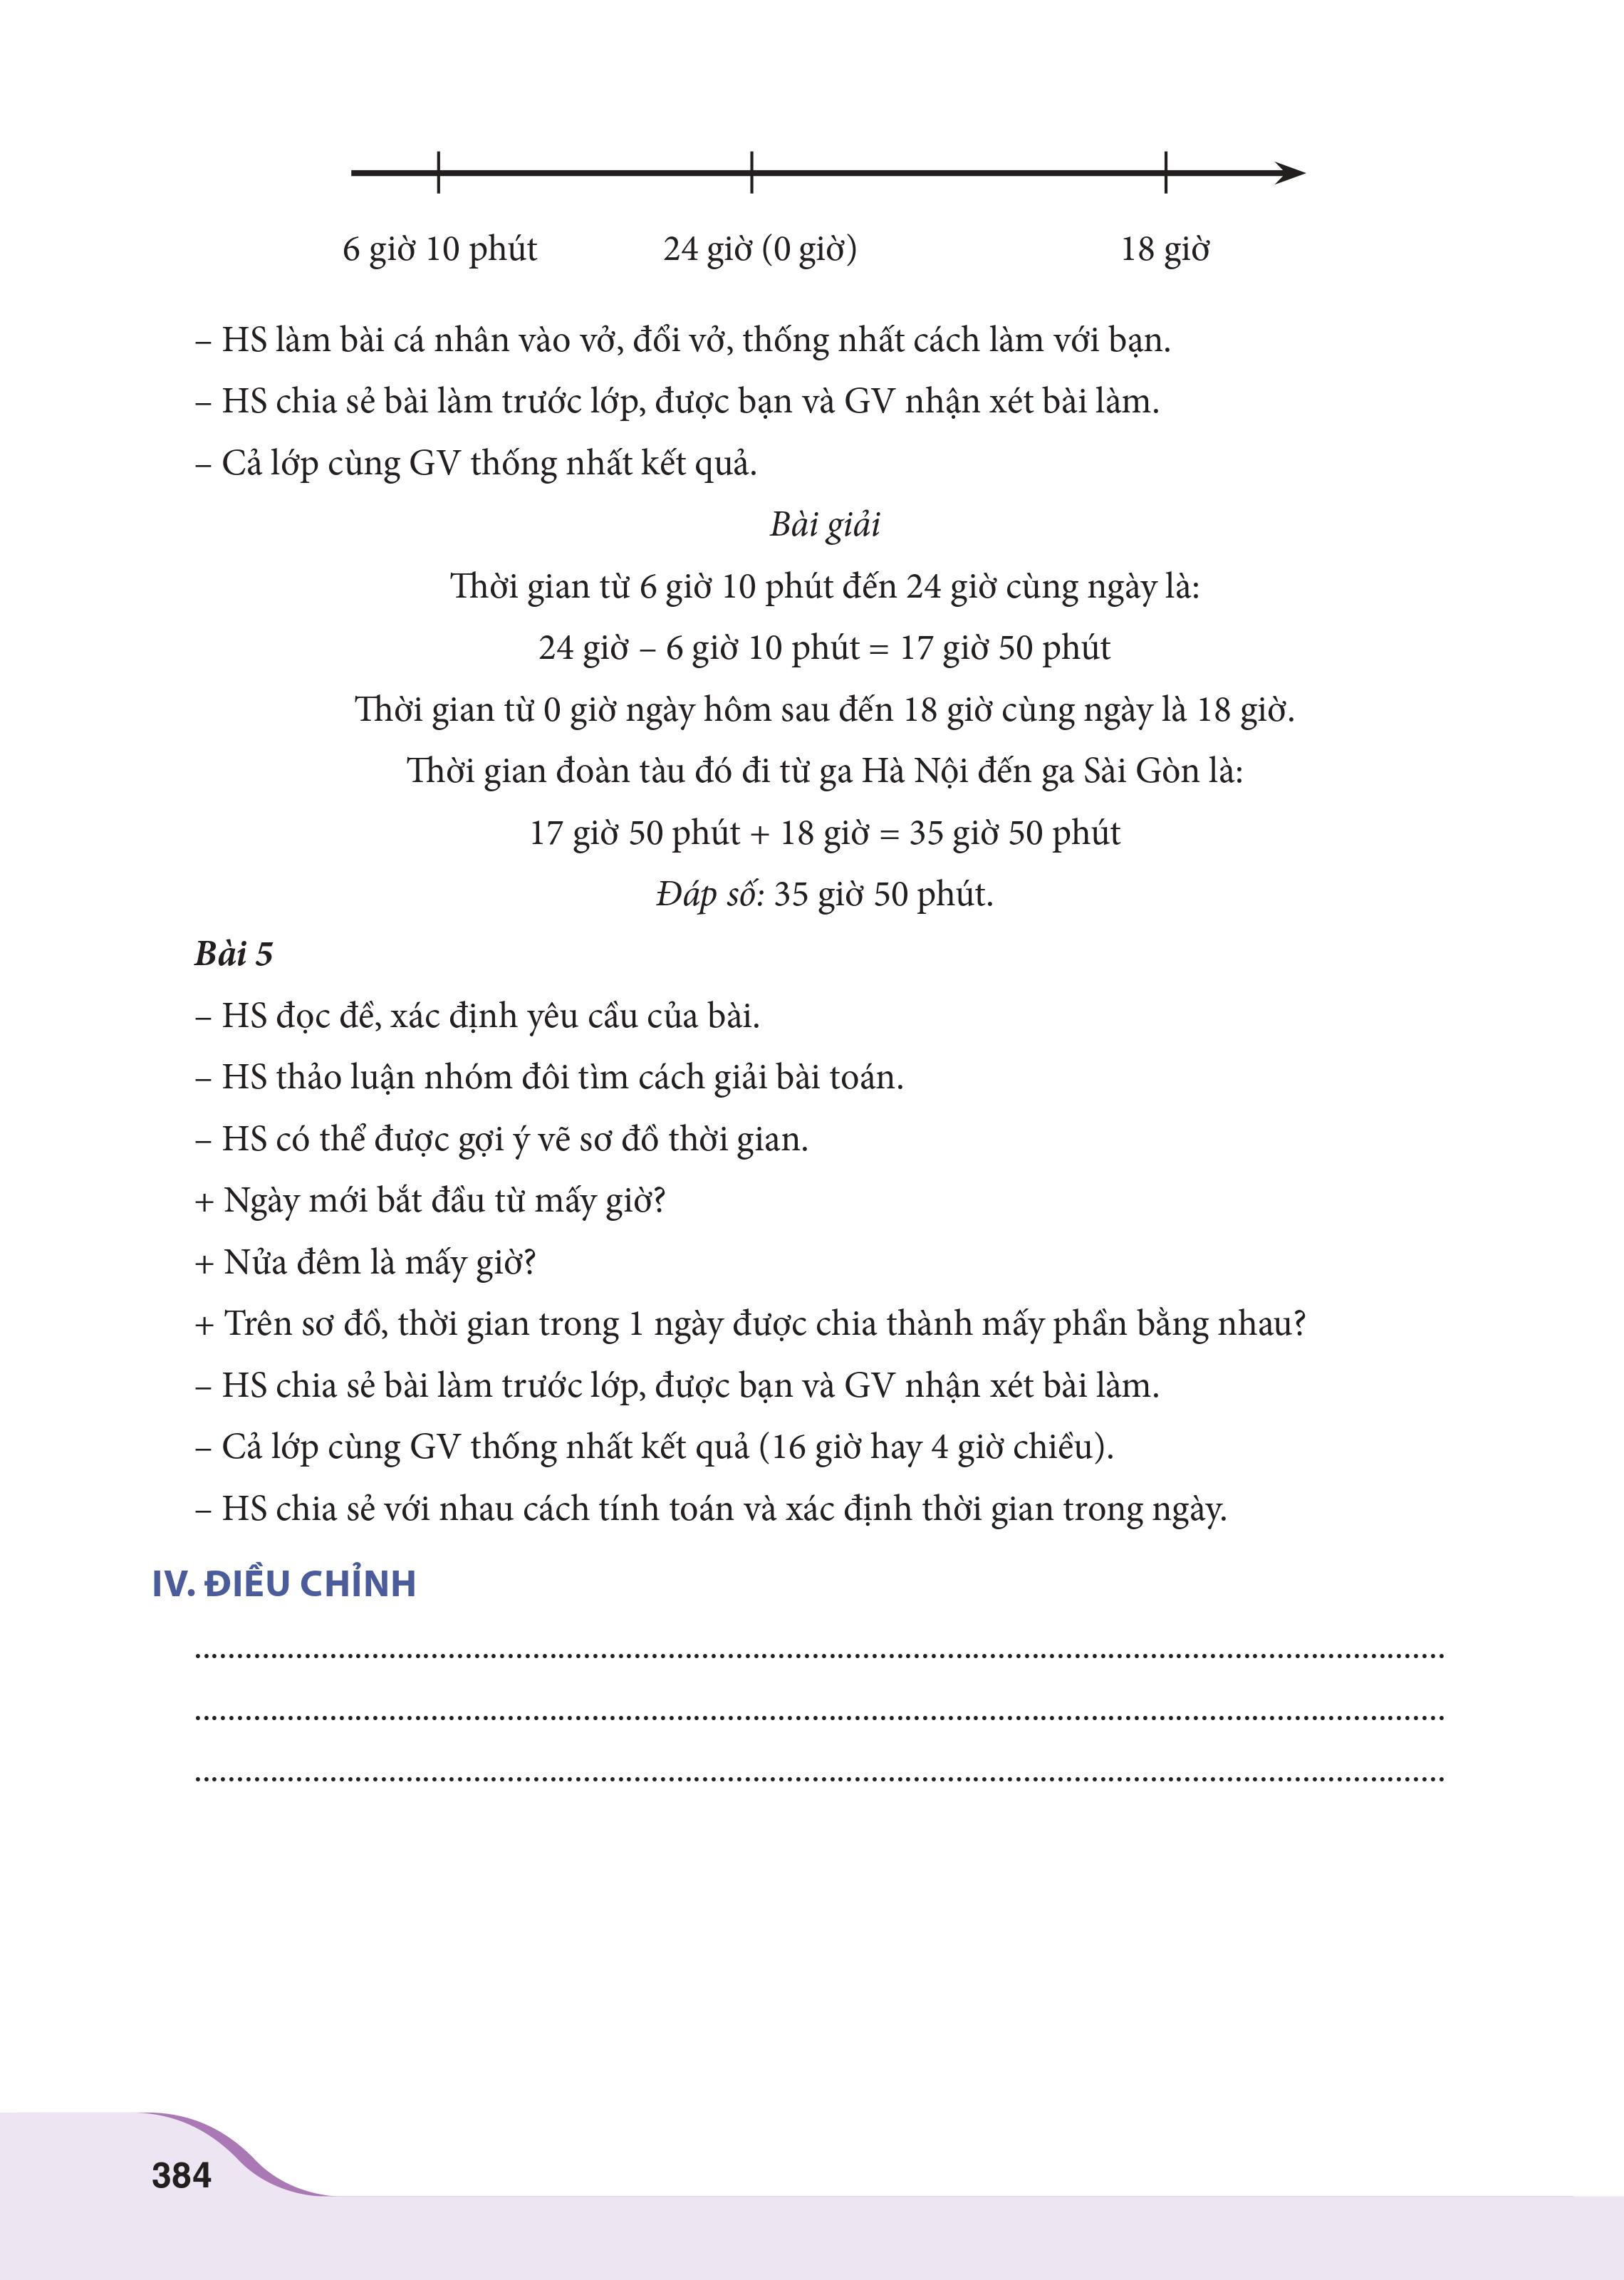 6 giờ 10 phút 24 giờ (0 giờ) 18 giờ
– HS làm bài cá nhân vào vở, đổi vở, thống nhất cách làm với bạn.
– HS chia sẻ bài làm trước lớp, được bạn và GV nhận xét bài làm.
– Cả lớp cùng GV thống nhất kết quả.
Bài giải
Thời gian từ 6 giờ 10 phút đến 24 giờ cùng ngày là:
24 giờ – 6 giờ 10 phút = 17 giờ 50 phút
Thời gian từ 0 giờ ngày hôm sau đến 18 giờ cùng ngày là 18 giờ.
Thời gian đoàn tàu đó đi từ ga Hà Nội đến ga Sài Gòn là:
17 giờ 50 phút + 18 giờ = 35 giờ 50 phút
Đáp số: 35 giờ 50 phút.
Bài 5
– HS đọc đề, xác định yêu cầu của bài.
– HS thảo luận nhóm đôi tìm cách giải bài toán.
– HS có thể được gợi ý vẽ sơ đồ thời gian.
+ Ngày mới bắt đầu từ mấy giờ?
+ Nửa đêm là mấy giờ?
+ Trên sơ đồ, thời gian trong 1 ngày được chia thành mấy phần bằng nhau?
– HS chia sẻ bài làm trước lớp, được bạn và GV nhận xét bài làm.
– Cả lớp cùng GV thống nhất kết quả (16 giờ hay 4 giờ chiều).
– HS chia sẻ với nhau cách tính toán và xác định thời gian trong ngày.
IV. ĐIỀU CHỈNH
384